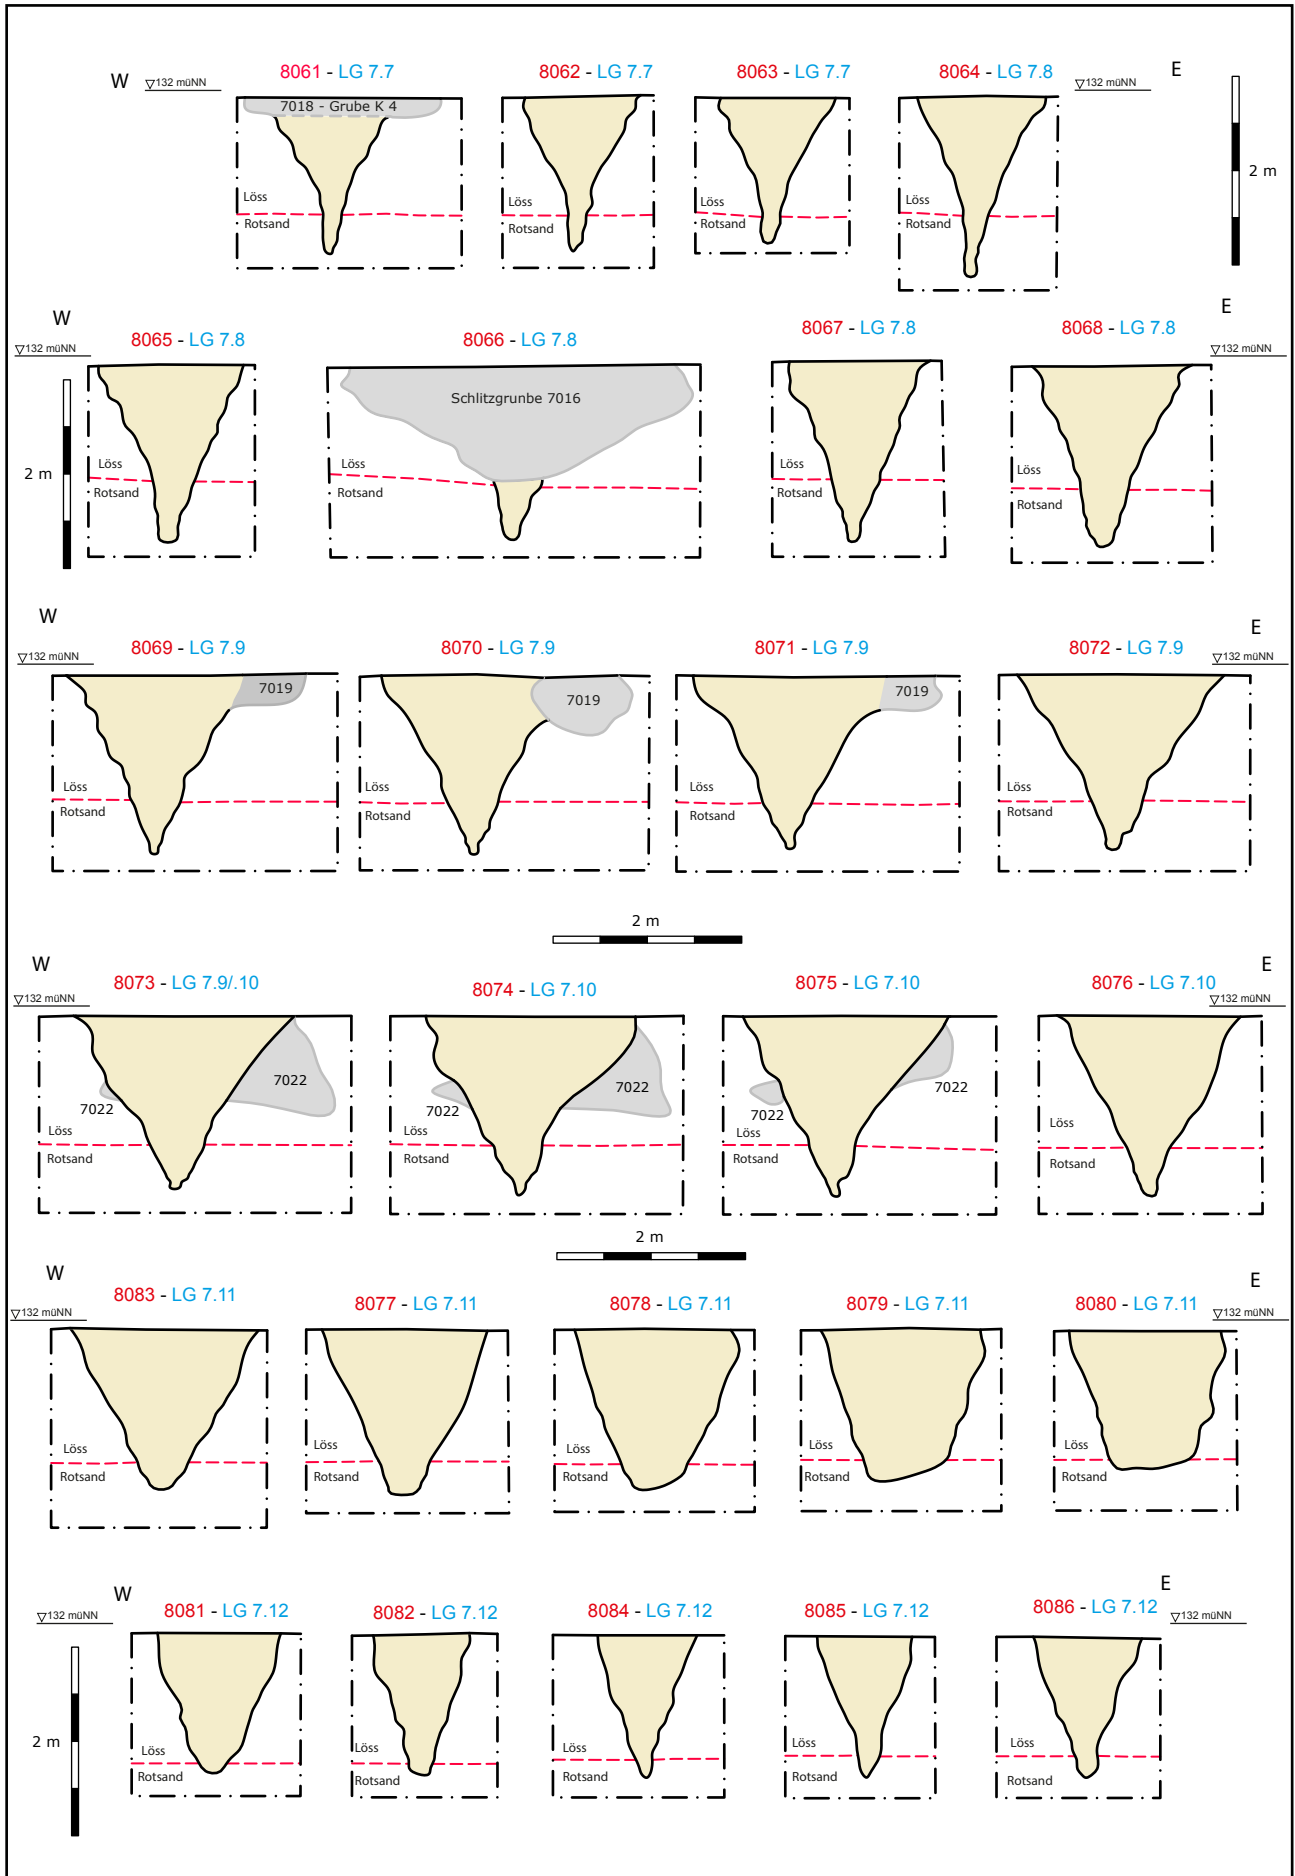 W ▽132 müNN 8061 - LG 7.7 8062 - LG 7.7 8063 - LG 7.7 8064 - LG 7.8 ▽132 müNN E
7018 - Grube K 4
2 m
Löss Löss Löss Löss
Rotsand Rotsand Rotsand Rotsand
W E
8065 - LG 7.8 8066 - LG 7.8 8067 - LG 7.8 8068 - LG 7.8
▽132 müNN ▽132 müNN
Schlitzgrunbe 7016
2 m
Löss Löss Löss Löss
Rotsand Rotsand Rotsand Rotsand
W E
8069 - LG 7.9 8070 - LG 7.9 8071 - LG 7.9 8072 - LG 7.9
▽132 müNN ▽132 müNN
7019 7019 7019
Löss Löss Löss Löss
Rotsand Rotsand Rotsand Rotsand
2 m
W E
8073 - LG 7.9/.10 8074 - LG 7.10 8075 - LG 7.10 8076 - LG 7.10
▽132 müNN ▽132 müNN
7022 7022 7022
7022 7022 7022
Löss Löss Löss Löss
Rotsand Rotsand Rotsand Rotsand
2 m
W E
8083 - LG 7.11 8077 - LG 7.11 8078 - LG 7.11 8079 - LG 7.11 8080 - LG 7.11
▽132 müNN ▽132 müNN
Löss Löss Löss Löss Löss
Rotsand Rotsand Rotsand Rotsand Rotsand
W E
8081 - LG 7.12 8082 - LG 7.12 8084 - LG 7.12 8085 - LG 7.12 8086 - LG 7.12
▽132 müNN ▽132 müNN
2 m
Löss Löss Löss Löss Löss
Rotsand Rotsand Rotsand Rotsand Rotsand